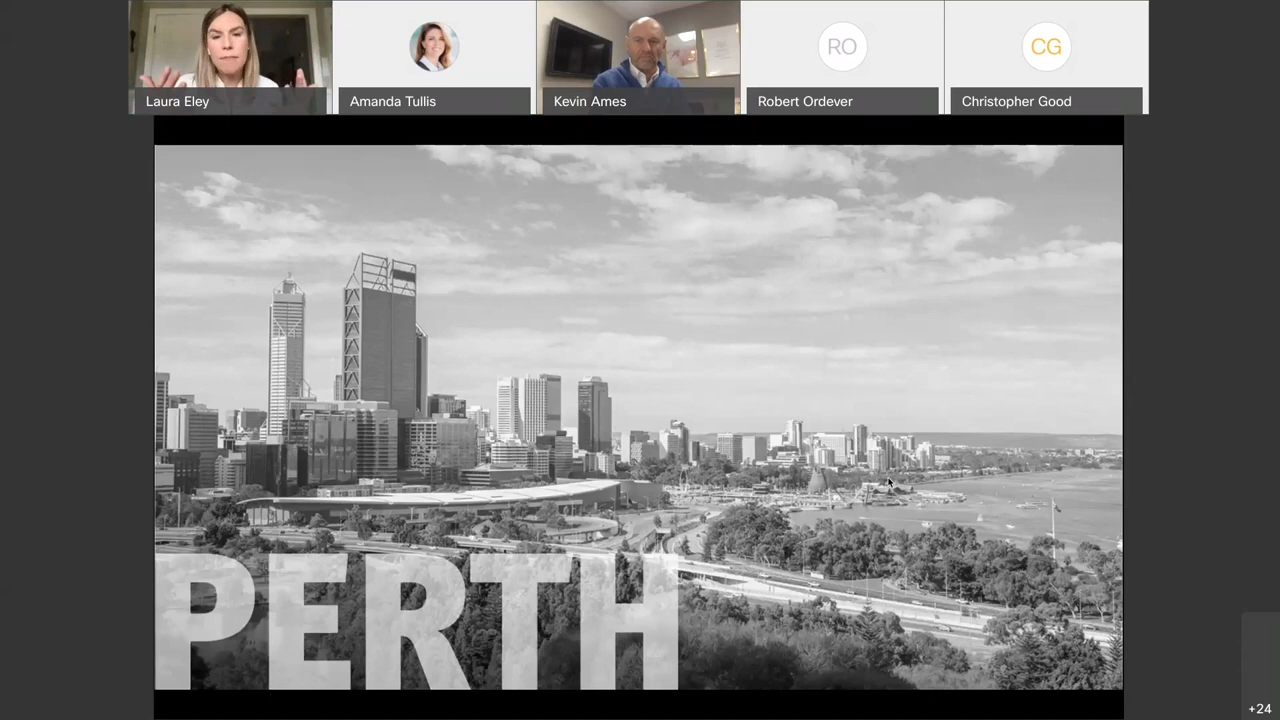 Laura Eley
Amanda Tullis
Kevin Ames
RO
Robert Ordever
CG
Christopher Good
PERTH
+24